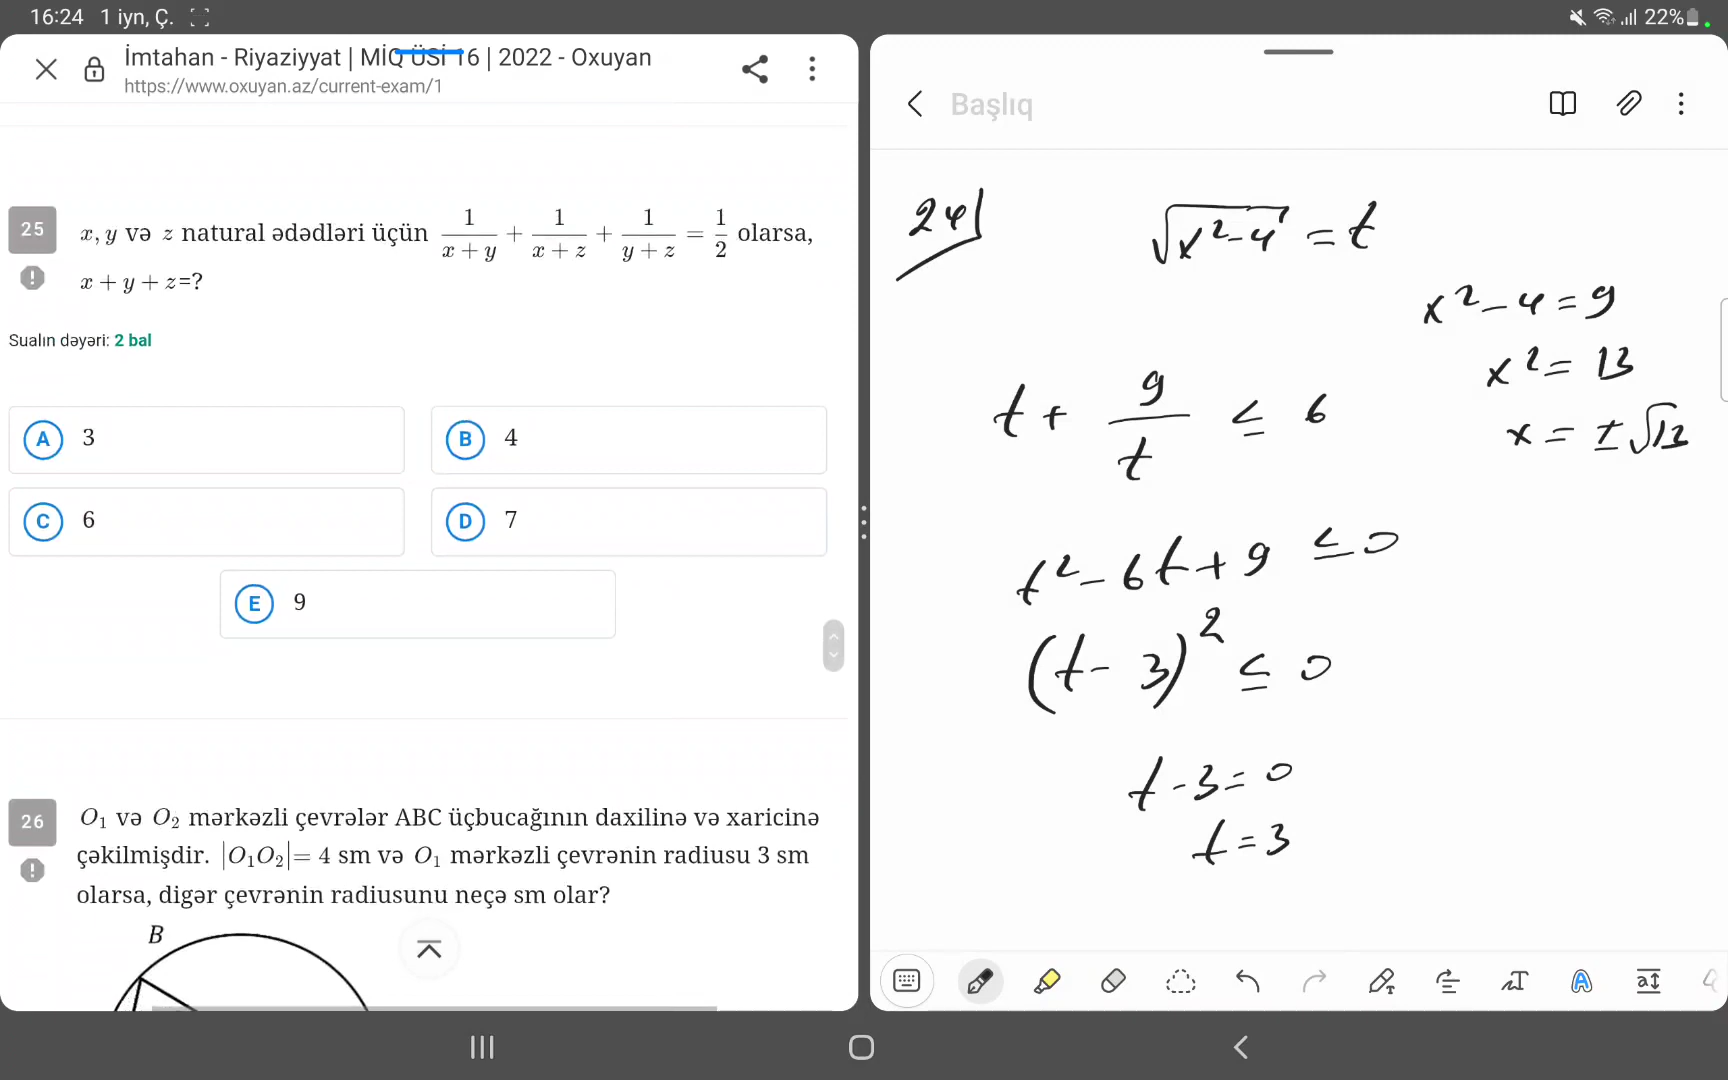 16:24 1 iyn, Ç. 22%
İmtahan - Riyaziyyat | MİQ ÜSİ 16 | 2022 - Oxuyan
https://www.oxuyan.az/current-exam/1
25
x, y və z natural ədədləri üçün 1/(x + y) + 1/(x + z) + 1/(y + z) = 1/2 olarsa,
x + y + z=?
Sualın dəyəri: 2 bal
A 3
B 4
C 6
D 7
E 9
26
O₁ və O₂ mərkəzli çevrələr ABC üçbucağının daxilinə və xaricinə
çəkilmişdir. |O₁O₂|= 4 sm və O₁ mərkəzli çevrənin radiusu 3 sm
olarsa, digər çevrənin radiusunu neçə sm olar?
B
Başlıq
24|
√(x²-4) = t
x² - 4 = 9
x² = 13
x = ± √13
t + 9/t ≤ 6
t² - 6t + 9 ≤ 0
(t - 3)² ≤ 0
t - 3 = 0
t = 3